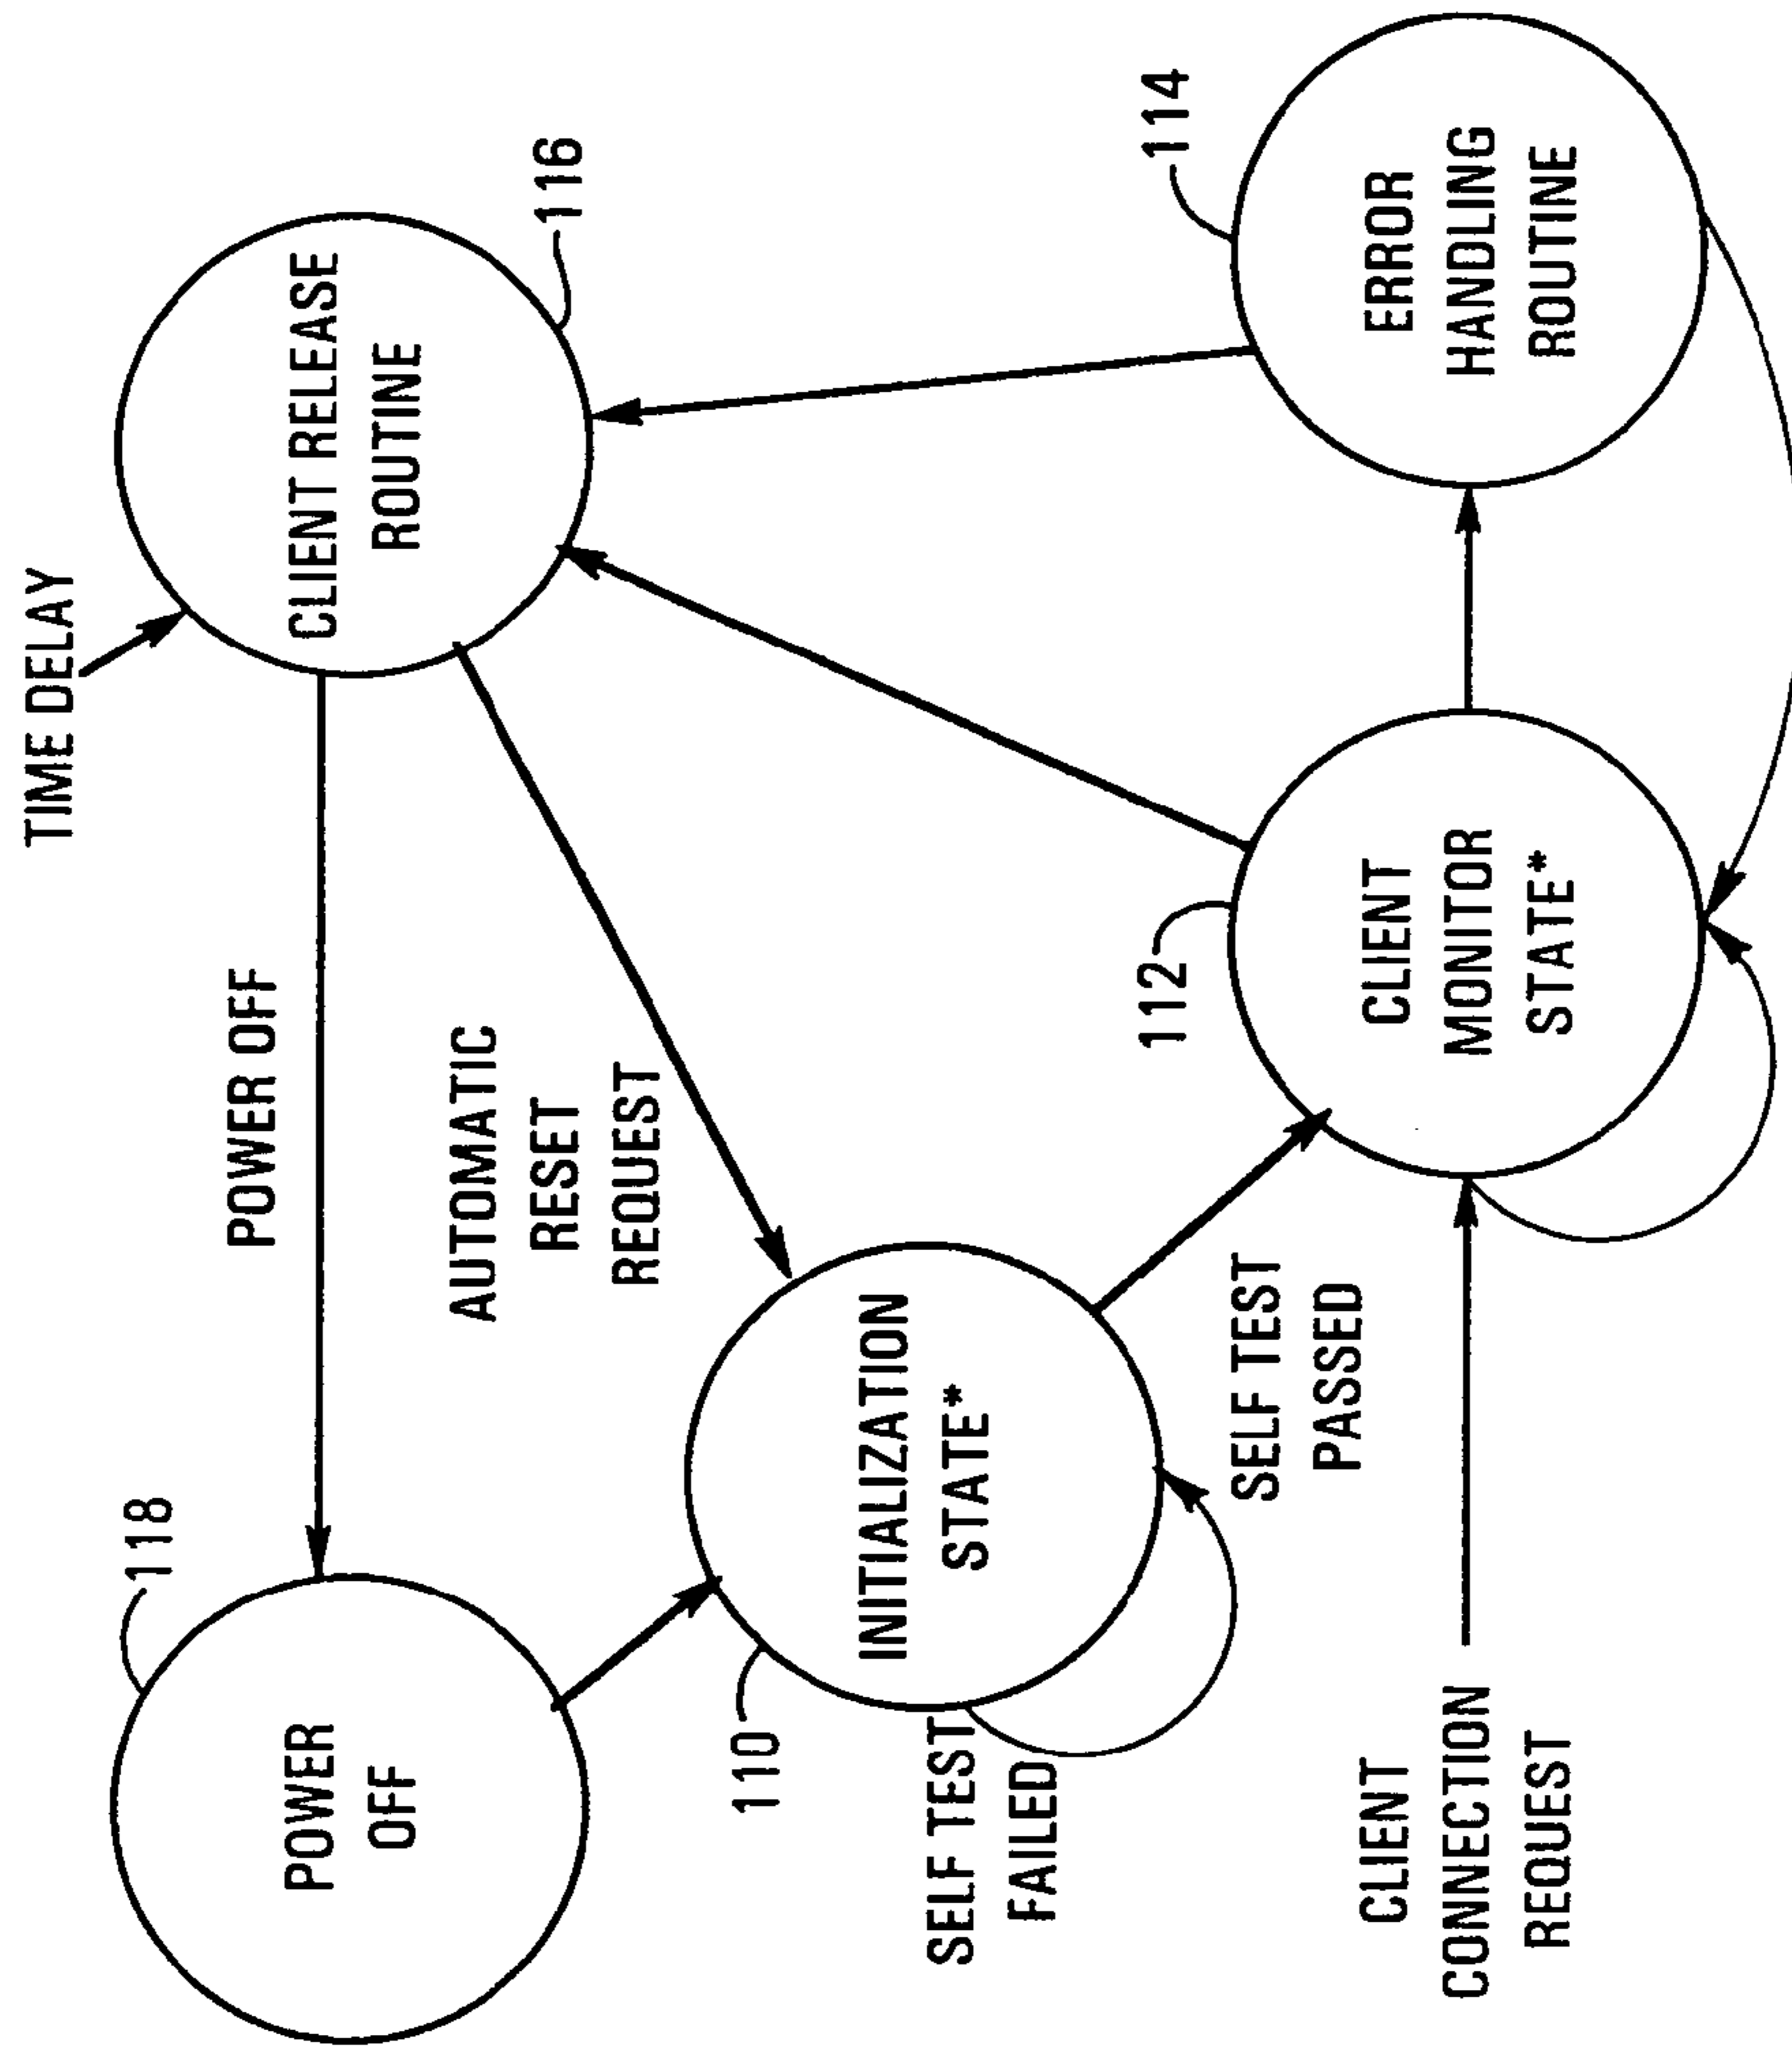 TIME DELAY
118
POWER
OFF
POWER OFF
CLIENT RELEASE
ROUTINE
116
AUTOMATIC
RESET
REQUEST
110
INITIALIZATION
STATE*
SELF TEST
FAILED
SELF TEST
PASSED
112
CLIENT
MONITOR
STATE*
114
ERROR
HANDLING
ROUTINE
CLIENT
CONNECTION
REQUEST